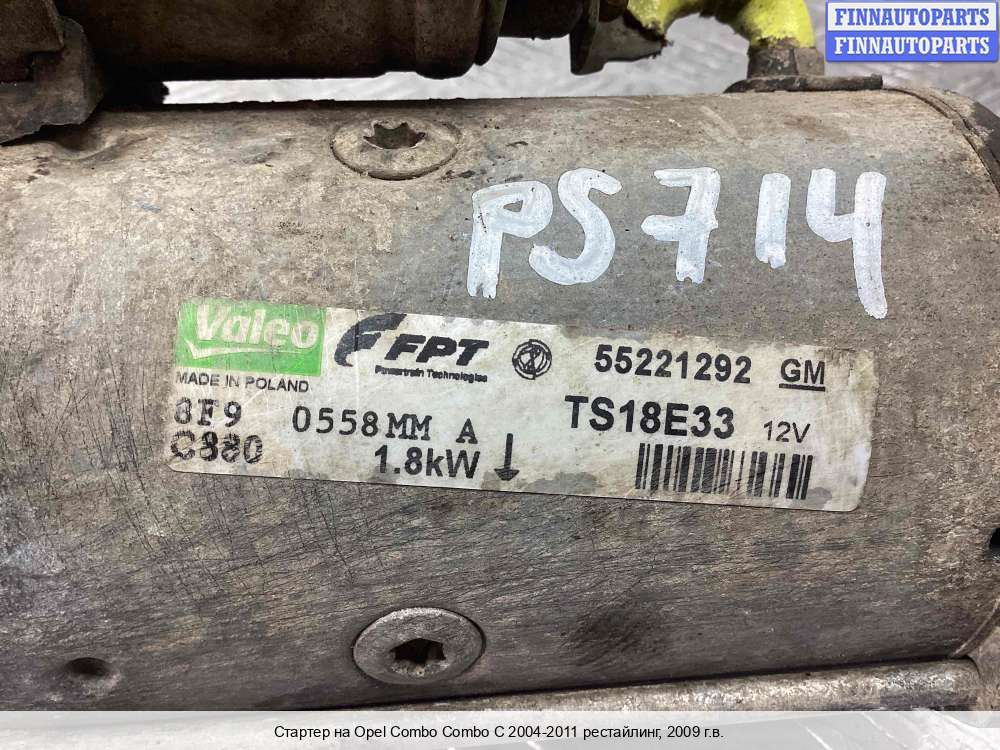 FINNAUTOPARTS
FINNAUTOPARTS
PS714
Valeo
FPT
Powertrain Technologies
55221292 GM
MADE IN POLAND
TS18E33 12V
8F9 0558MM A
C880 1.8kW
Стартер на Opel Combo Combo C 2004-2011 рестайлинг, 2009 г.в.